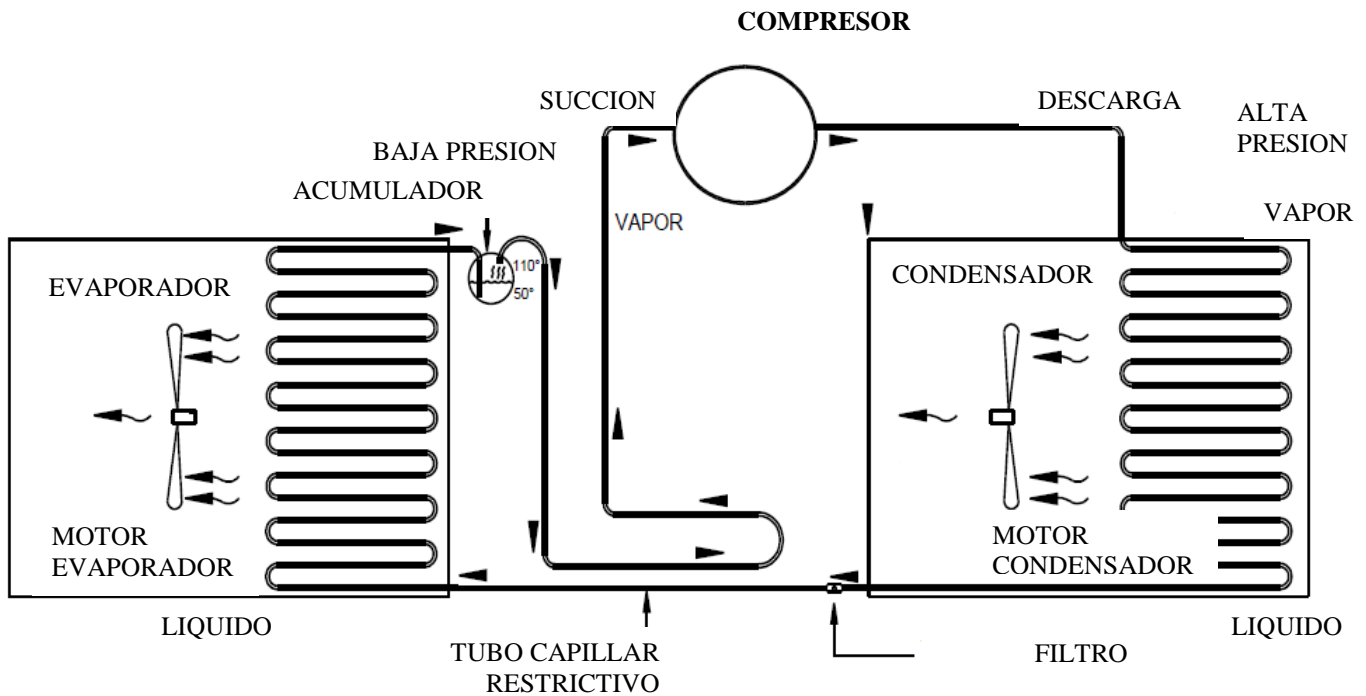 COMPRESOR
SUCCION
DESCARGA
ALTA
PRESION
BAJA PRESION
ACUMULADOR
VAPOR
VAPOR
110°
50°
EVAPORADOR
CONDENSADOR
MOTOR
EVAPORADOR
MOTOR
CONDENSADOR
LIQUIDO
TUBO CAPILLAR
RESTRICTIVO
FILTRO
LIQUIDO